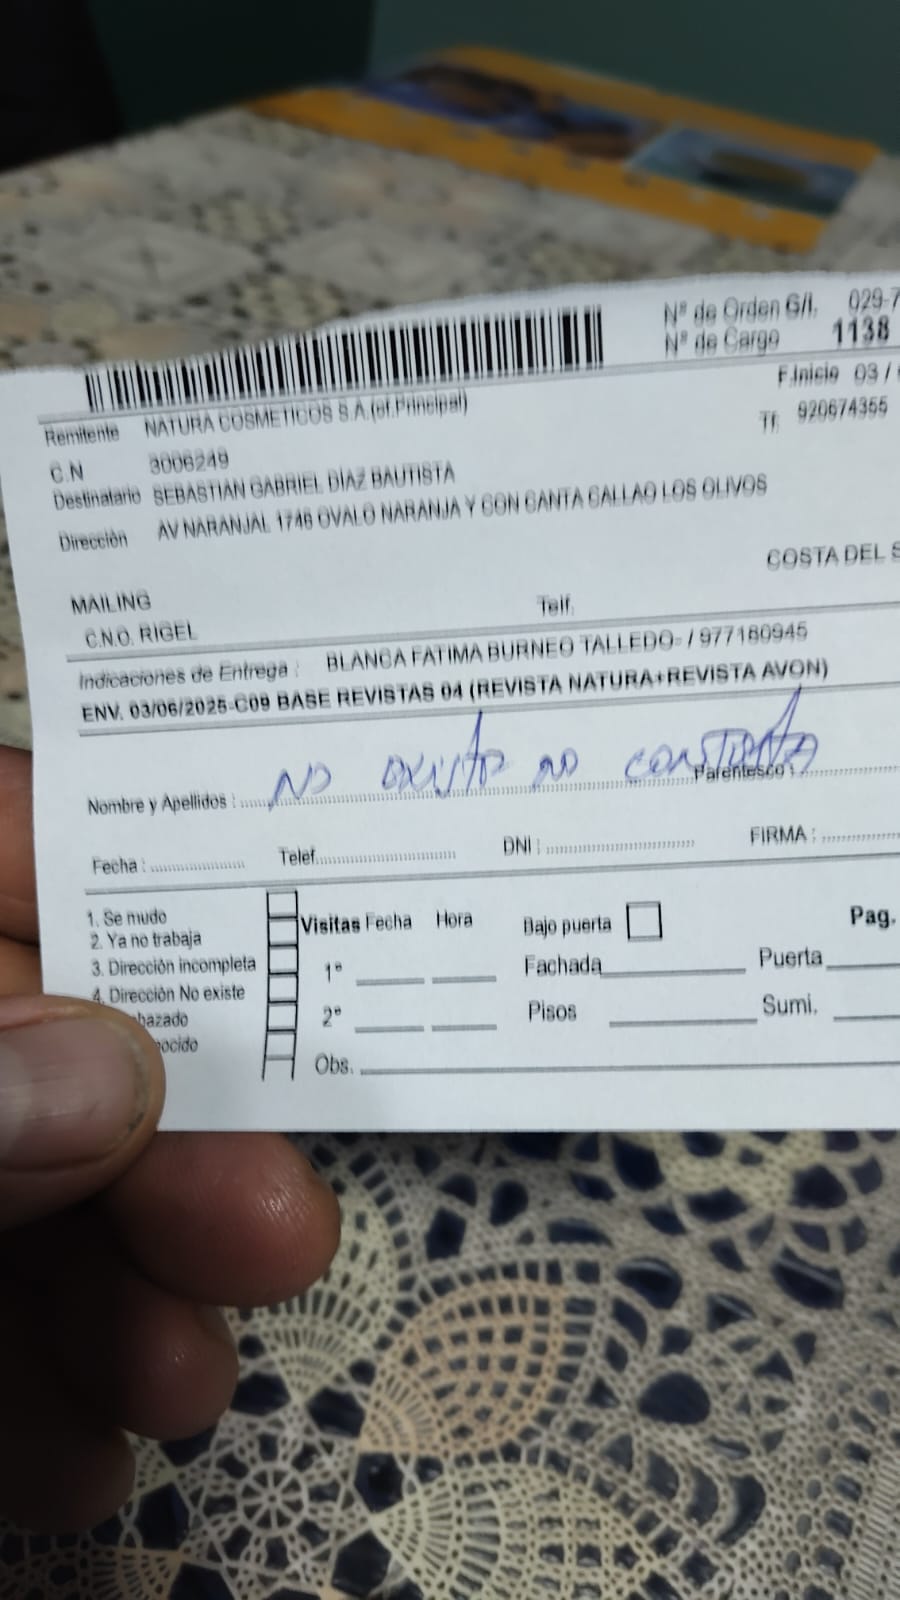 Nº de Orden G/I. 029-7
Nº de Cargo 1138
F.Inicio 03 /
Remitente NATURA COSMETICOS S.A.(of.Principal)
Tf. 920674355
C.N 3006249
Destinatario SEBASTIAN GABRIEL DÍAZ BAUTISTA
Dirección AV NARANJAL 1746 OVALO NARANJA Y CON CANTA CALLAO LOS OLIVOS
COSTA DEL S
MAILING Telf.
C.N.O. RIGEL
Indicaciones de Entrega : BLANCA FATIMA BURNEO TALLEDO- / 977180945
ENV. 03/06/2025-C09 BASE REVISTAS 04 (REVISTA NATURA+REVISTA AVON)
NO no contesta
Nombre y Apellidos : Parentesco :
Fecha : Telef. DNI : FIRMA :
1. Se mudo
2. Ya no trabaja
3. Dirección incompleta
4. Dirección No existe
hazado
ocido
Visitas Fecha Hora Bajo puerta Pag.
1° Fachada Puerta
2° Pisos Sumi.
Obs.